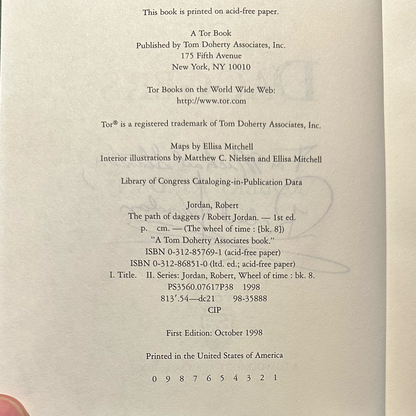 This book is printed on acid-free paper.
A Tor Book
Published by Tom Doherty Associates, Inc.
175 Fifth Avenue
New York, NY 10010
Tor Books on the World Wide Web:
http://www.tor.com
Tor® is a registered trademark of Tom Doherty Associates, Inc.
Maps by Ellisa Mitchell
Interior illustrations by Matthew C. Nielsen and Ellisa Mitchell
Library of Congress Cataloging-in-Publication Data
Jordan, Robert
The path of daggers / Robert Jordan. — 1st ed.
p. cm. — (The wheel of time : [bk. 8])
"A Tom Doherty Associates book."
ISBN 0-312-85769-1 (acid-free paper)
ISBN 0-312-86851-0 (ltd. ed.; acid-free paper)
I. Title. II. Series: Jordan, Robert, Wheel of time : bk. 8.
PS3560.07617P38 1998
813'.54—dc21 98-35888
CIP
First Edition: October 1998
Printed in the United States of America
0 9 8 7 6 5 4 3 2 1